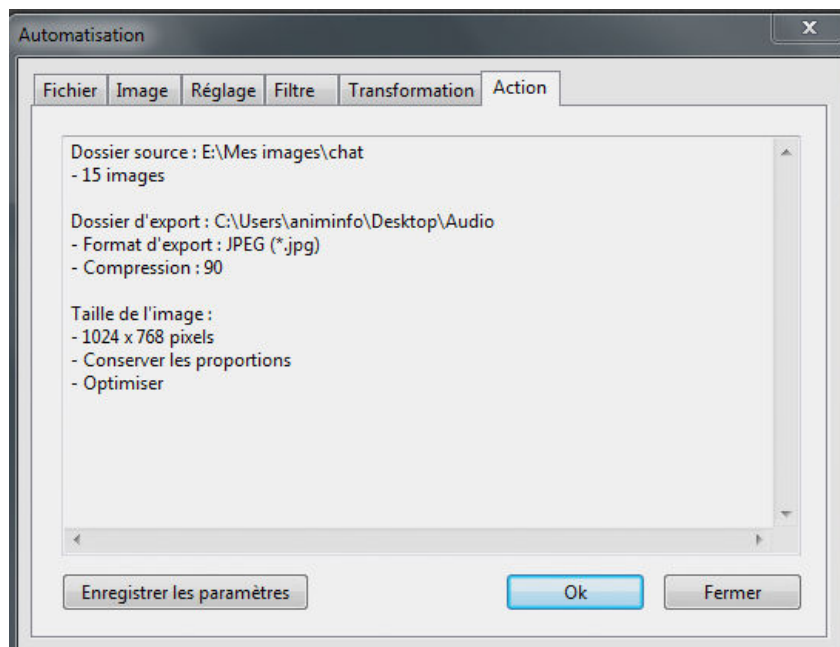 Automatisation
Fichier Image Réglage Filtre Transformation Action
Dossier source : E:\Mes images\chat
- 15 images
Dossier d'export : C:\Users\animinfo\Desktop\Audio
- Format d'export : JPEG (*.jpg)
- Compression : 90
Taille de l'image :
- 1024 x 768 pixels
- Conserver les proportions
- Optimiser
Enregistrer les paramètres Ok Fermer